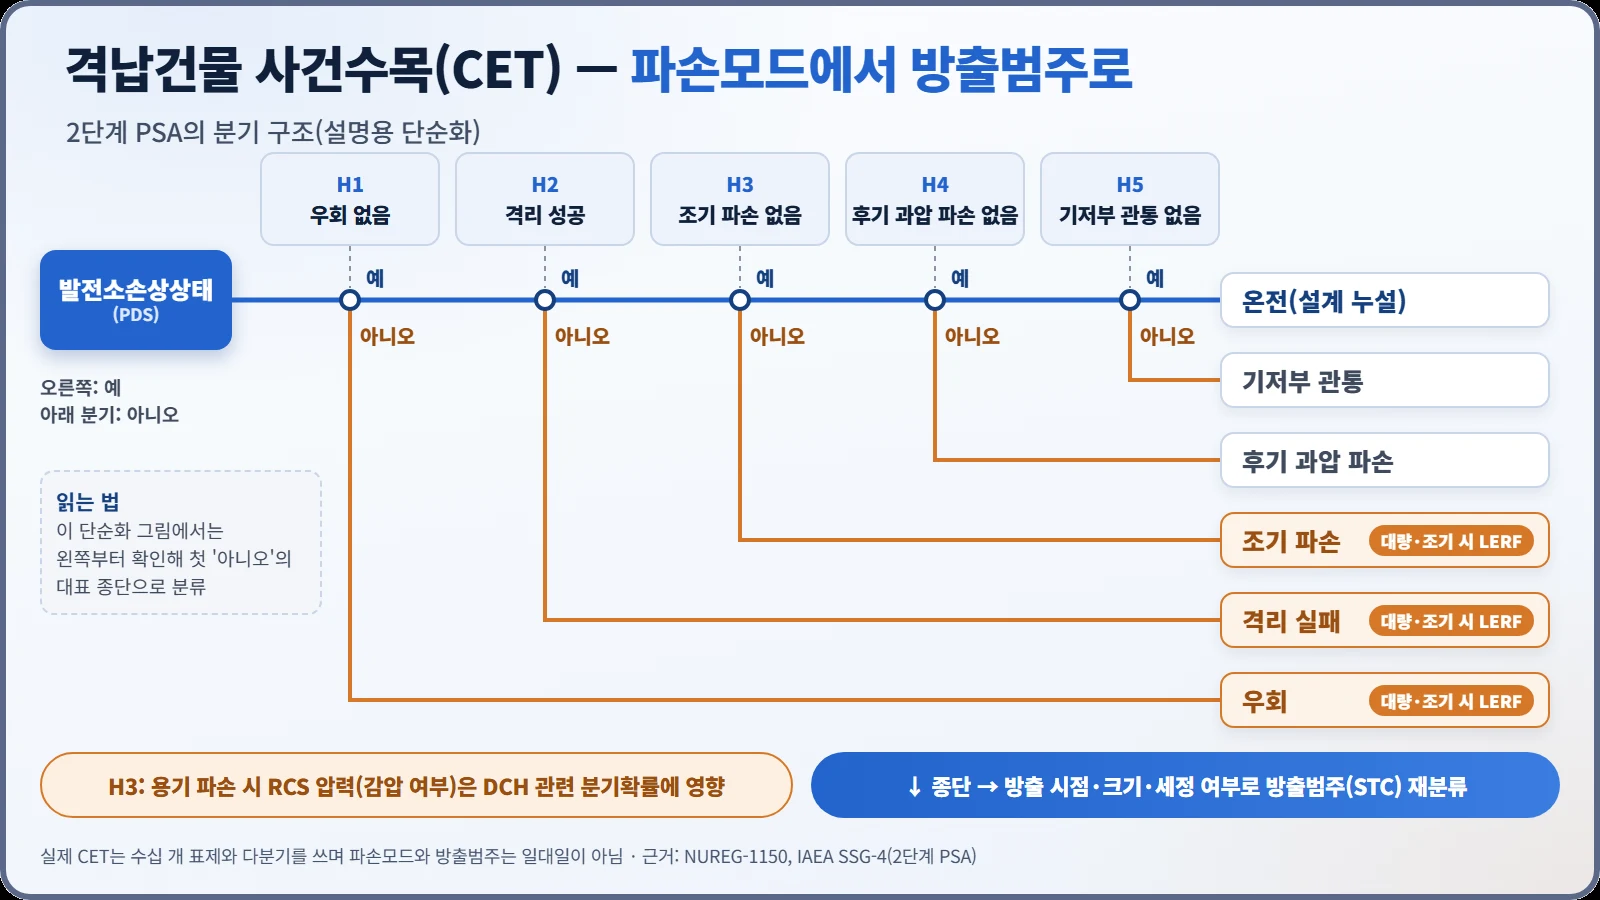 격납건물 사건수목(CET) — 파손모드에서 방출범주로
2단계 PSA의 분기 구조(설명용 단순화)
H1
우회 없음
H2
격리 성공
H3
조기 파손 없음
H4
후기 과압 파손 없음
H5
기저부 관통 없음
발전소손상상태
(PDS)
예
예
예
예
예
아니오
아니오
아니오
아니오
아니오
온전(설계 누설)
기저부 관통
후기 과압 파손
조기 파손
대량·조기 시 LERF
격리 실패
대량·조기 시 LERF
우회
대량·조기 시 LERF
오른쪽: 예
아래 분기: 아니오
읽는 법
이 단순화 그림에서는
왼쪽부터 확인해 첫 '아니오'의
대표 종단으로 분류
H3: 용기 파손 시 RCS 압력(감압 여부)은 DCH 관련 분기확률에 영향
↓ 종단 → 방출 시점·크기·세정 여부로 방출범주(STC) 재분류
실제 CET는 수십 개 표제와 다분기를 쓰며 파손모드와 방출범주는 일대일이 아님 · 근거: NUREG-1150, IAEA SSG-4(2단계 PSA)